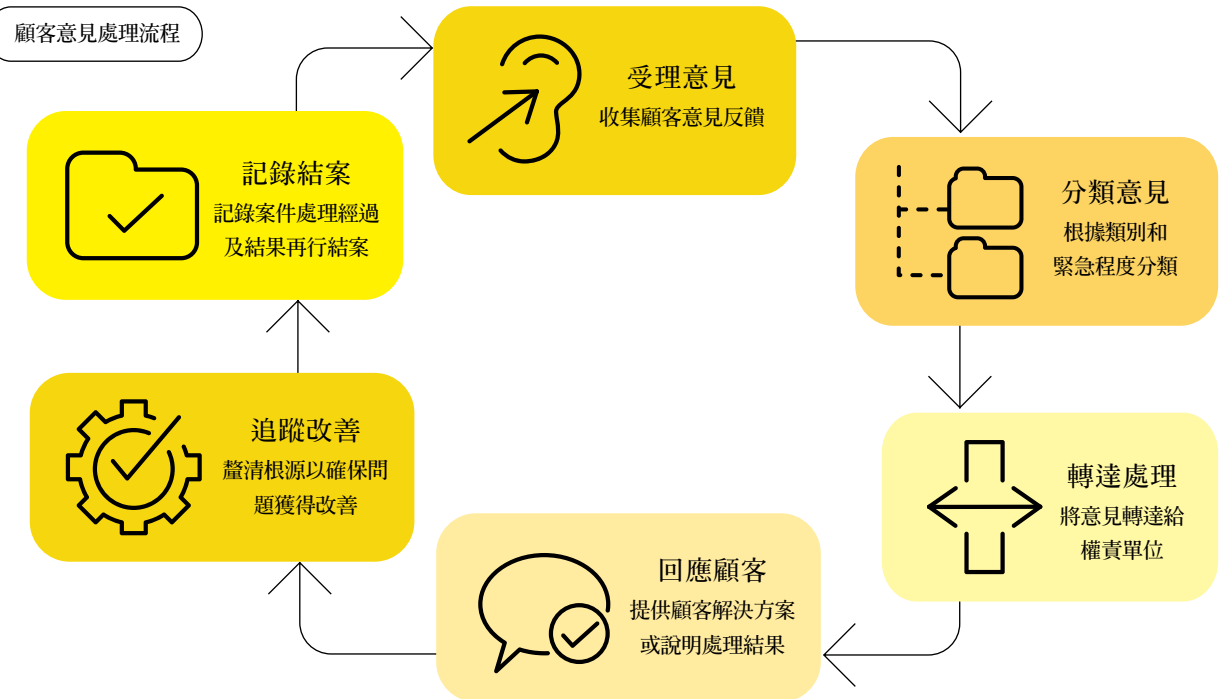 顧客意見處理流程
受理意見
收集顧客意見反饋
分類意見
根據類別和
緊急程度分類
轉達處理
將意見轉達給
權責單位
回應顧客
提供顧客解決方案
或說明處理結果
追蹤改善
釐清根源以確保問
題獲得改善
記錄結案
記錄案件處理經過
及結果再行結案